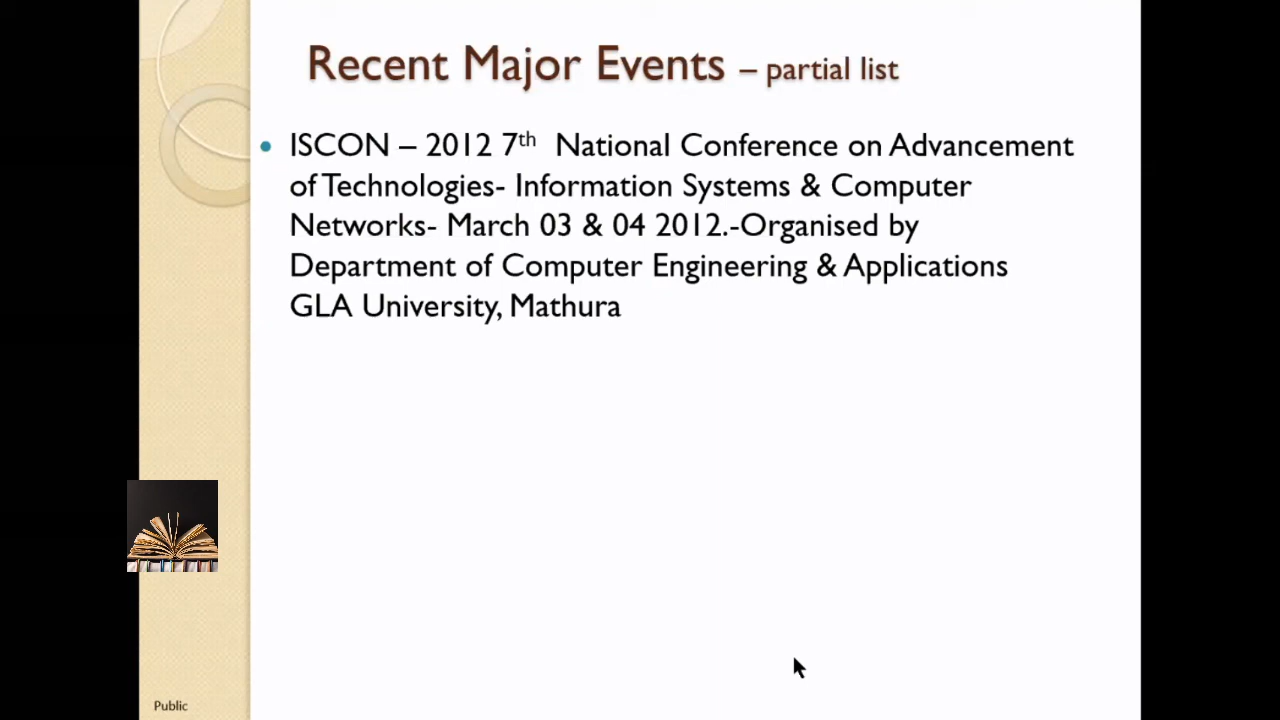 Recent Major Events – partial list
• ISCON – 2012 7th National Conference on Advancement
of Technologies- Information Systems & Computer
Networks- March 03 & 04 2012.-Organised by
Department of Computer Engineering & Applications
GLA University, Mathura
Public